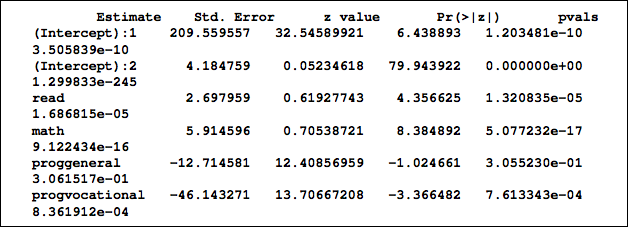 Estimate Std. Error z value Pr(>|z|) pvals
(Intercept):1 209.559557 32.54589921 6.438893 1.203481e-10
3.505839e-10
(Intercept):2 4.184759 0.05234618 79.943922 0.000000e+00
1.299833e-245
read 2.697959 0.61927743 4.356625 1.320835e-05
1.686815e-05
math 5.914596 0.70538721 8.384892 5.077232e-17
9.122434e-16
proggeneral -12.714581 12.40856959 -1.024661 3.055230e-01
3.061517e-01
progvocational -46.143271 13.70667208 -3.366482 7.613343e-04
8.361912e-04